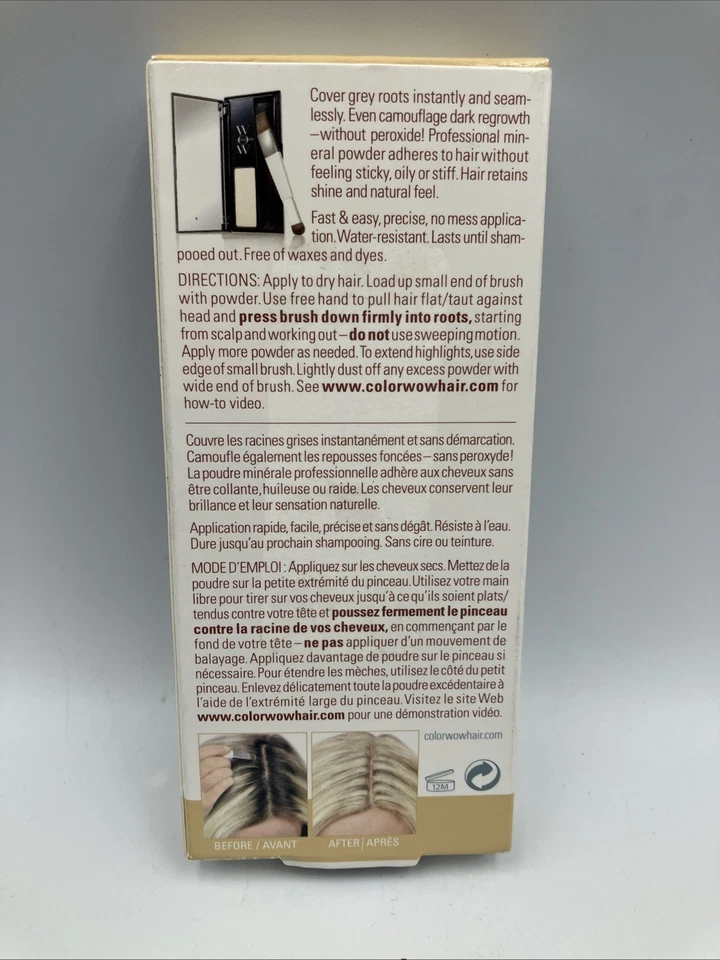 W
O
W
Cover grey roots instantly and seam-
lessly. Even camouflage dark regrowth
–without peroxide! Professional min-
eral powder adheres to hair without
feeling sticky, oily or stiff. Hair retains
shine and natural feel.
Fast & easy, precise, no mess applica-
tion. Water-resistant. Lasts until sham-
pooed out. Free of waxes and dyes.
DIRECTIONS: Apply to dry hair. Load up small end of brush
with powder. Use free hand to pull hair flat/taut against
head and press brush down firmly into roots, starting
from scalp and working out–do not use sweeping motion.
Apply more powder as needed. To extend highlights, use side
edge of small brush. Lightly dust off any excess powder with
wide end of brush. See www.colorwowhair.com for
how-to video.
Couvre les racines grises instantanément et sans démarcation.
Camoufle également les repousses foncées–sans peroxyde!
La poudre minérale professionnelle adhère aux cheveux sans
être collante, huileuse ou raide. Les cheveux conservent leur
brillance et leur sensation naturelle.
Application rapide, facile, précise et sans dégât. Résiste à l'eau.
Dure jusqu'au prochain shampooing. Sans cire ou teinture.
MODE D'EMPLOI : Appliquez sur les cheveux secs. Mettez de la
poudre sur la petite extrémité du pinceau. Utilisez votre main
libre pour tirer sur vos cheveux jusqu'à ce qu'ils soient plats/
tendus contre votre tête et poussez fermement le pinceau
contre la racine de vos cheveux, en commençant par le
fond de votre tête–ne pas appliquer d'un mouvement de
balayage. Appliquez davantage de poudre sur le pinceau si
nécessaire. Pour étendre les mèches, utilisez le côté du petit
pinceau. Enlevez délicatement toute la poudre excédentaire à
l'aide de l'extrémité large du pinceau. Visitez le site Web
www.colorwowhair.com pour une démonstration vidéo.
colorwowhair.com
12M
BEFORE / AVANT
AFTER | APRÈS